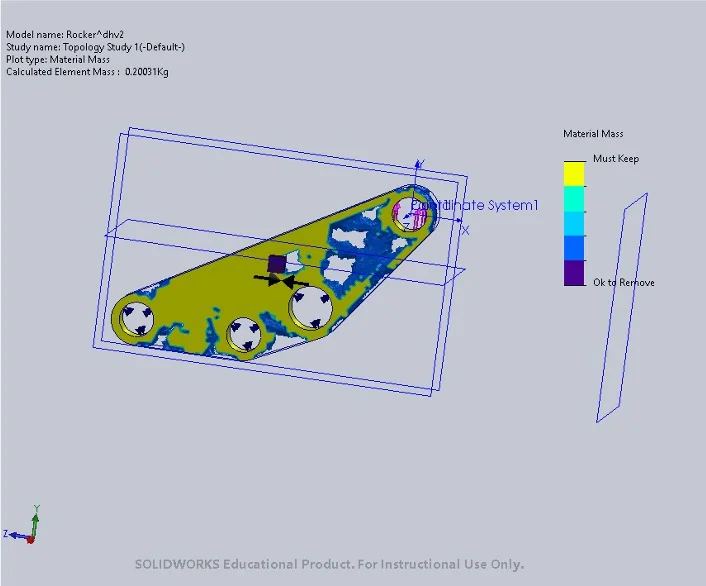 Model name: Rocker^dhv2
Study name: Topology Study 1(-Default-)
Plot type: Material Mass
Calculated Element Mass : 0.20031Kg
Material Mass
Must Keep
Ok to Remove
Y
Coordinate System1
X
Z
Y
Z
SOLIDWORKS Educational Product. For Instructional Use Only.